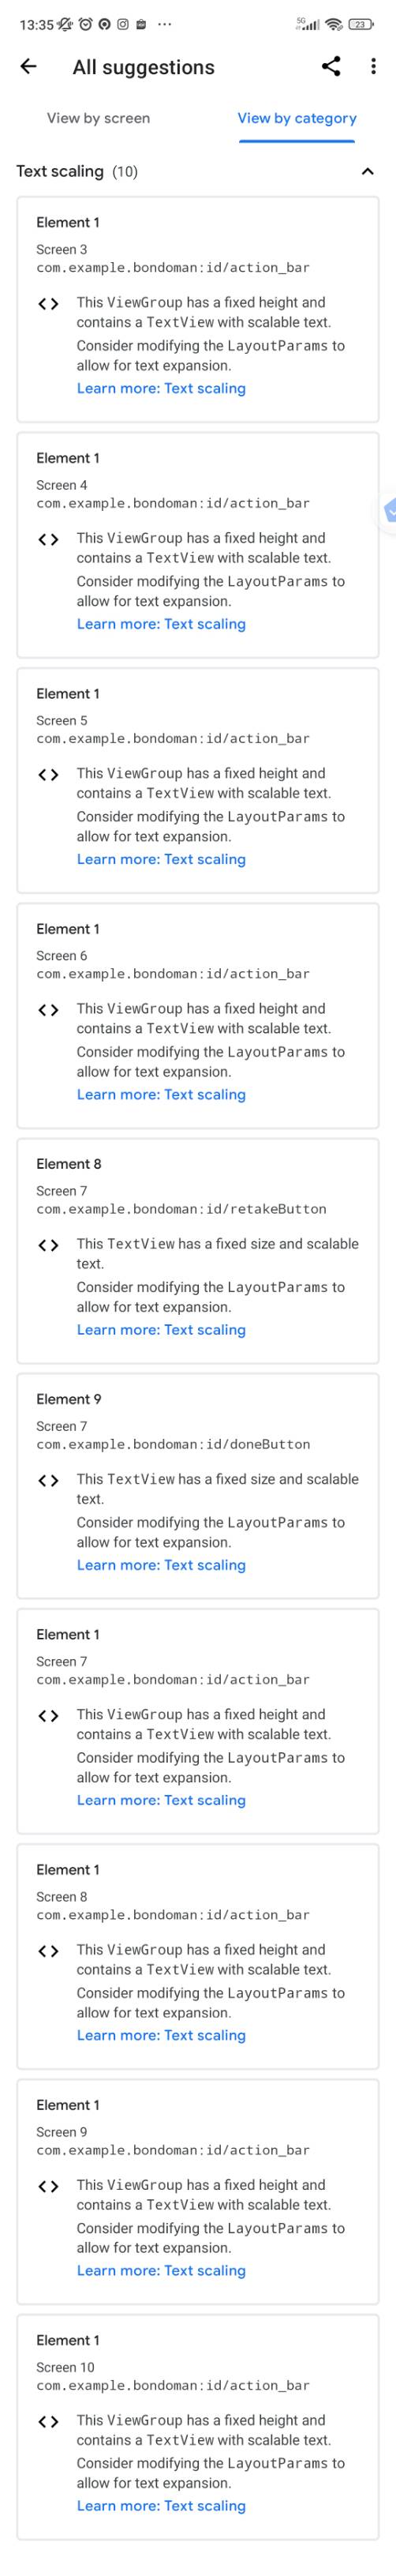 13:35
5G
23
All suggestions
View by screen
View by category
Text scaling (10)
Element 1
Screen 3
com.example.bondoman:id/action_bar
This ViewGroup has a fixed height and
contains a TextView with scalable text.
Consider modifying the LayoutParams to
allow for text expansion.
Learn more: Text scaling
Element 1
Screen 4
com.example.bondoman:id/action_bar
This ViewGroup has a fixed height and
contains a TextView with scalable text.
Consider modifying the LayoutParams to
allow for text expansion.
Learn more: Text scaling
Element 1
Screen 5
com.example.bondoman:id/action_bar
This ViewGroup has a fixed height and
contains a TextView with scalable text.
Consider modifying the LayoutParams to
allow for text expansion.
Learn more: Text scaling
Element 1
Screen 6
com.example.bondoman:id/action_bar
This ViewGroup has a fixed height and
contains a TextView with scalable text.
Consider modifying the LayoutParams to
allow for text expansion.
Learn more: Text scaling
Element 8
Screen 7
com.example.bondoman:id/retakeButton
This TextView has a fixed size and scalable
text.
Consider modifying the LayoutParams to
allow for text expansion.
Learn more: Text scaling
Element 9
Screen 7
com.example.bondoman:id/doneButton
This TextView has a fixed size and scalable
text.
Consider modifying the LayoutParams to
allow for text expansion.
Learn more: Text scaling
Element 1
Screen 7
com.example.bondoman:id/action_bar
This ViewGroup has a fixed height and
contains a TextView with scalable text.
Consider modifying the LayoutParams to
allow for text expansion.
Learn more: Text scaling
Element 1
Screen 8
com.example.bondoman:id/action_bar
This ViewGroup has a fixed height and
contains a TextView with scalable text.
Consider modifying the LayoutParams to
allow for text expansion.
Learn more: Text scaling
Element 1
Screen 9
com.example.bondoman:id/action_bar
This ViewGroup has a fixed height and
contains a TextView with scalable text.
Consider modifying the LayoutParams to
allow for text expansion.
Learn more: Text scaling
Element 1
Screen 10
com.example.bondoman:id/action_bar
This ViewGroup has a fixed height and
contains a TextView with scalable text.
Consider modifying the LayoutParams to
allow for text expansion.
Learn more: Text scaling